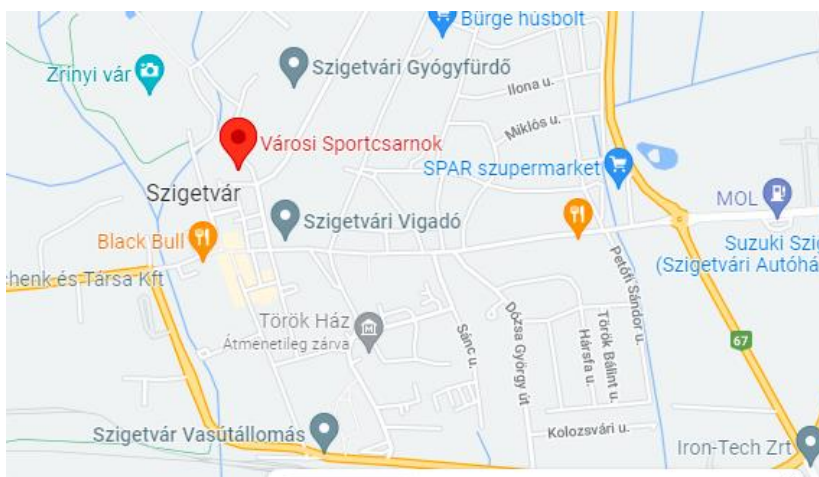 Bürge húsbolt
Szigetvári Gyógyfürdő
Zrínyi vár
Ilona u.
Miklós u.
Városi Sportcsarnok
SPAR szupermarket
Szigetvár
MOL
Szigetvári Vigadó
Black Bull
Suzuki Szig
(Szigetvári Autóhá
chenk és Társa Kft
Petőfi Sándor u.
Török Ház
Átmenetileg zárva
Sánc u.
Dózsa György út
Hársfa u.
Török Bálint u.
67
Kolozsvári u.
Szigetvár Vasútállomás
Iron-Tech Zrt